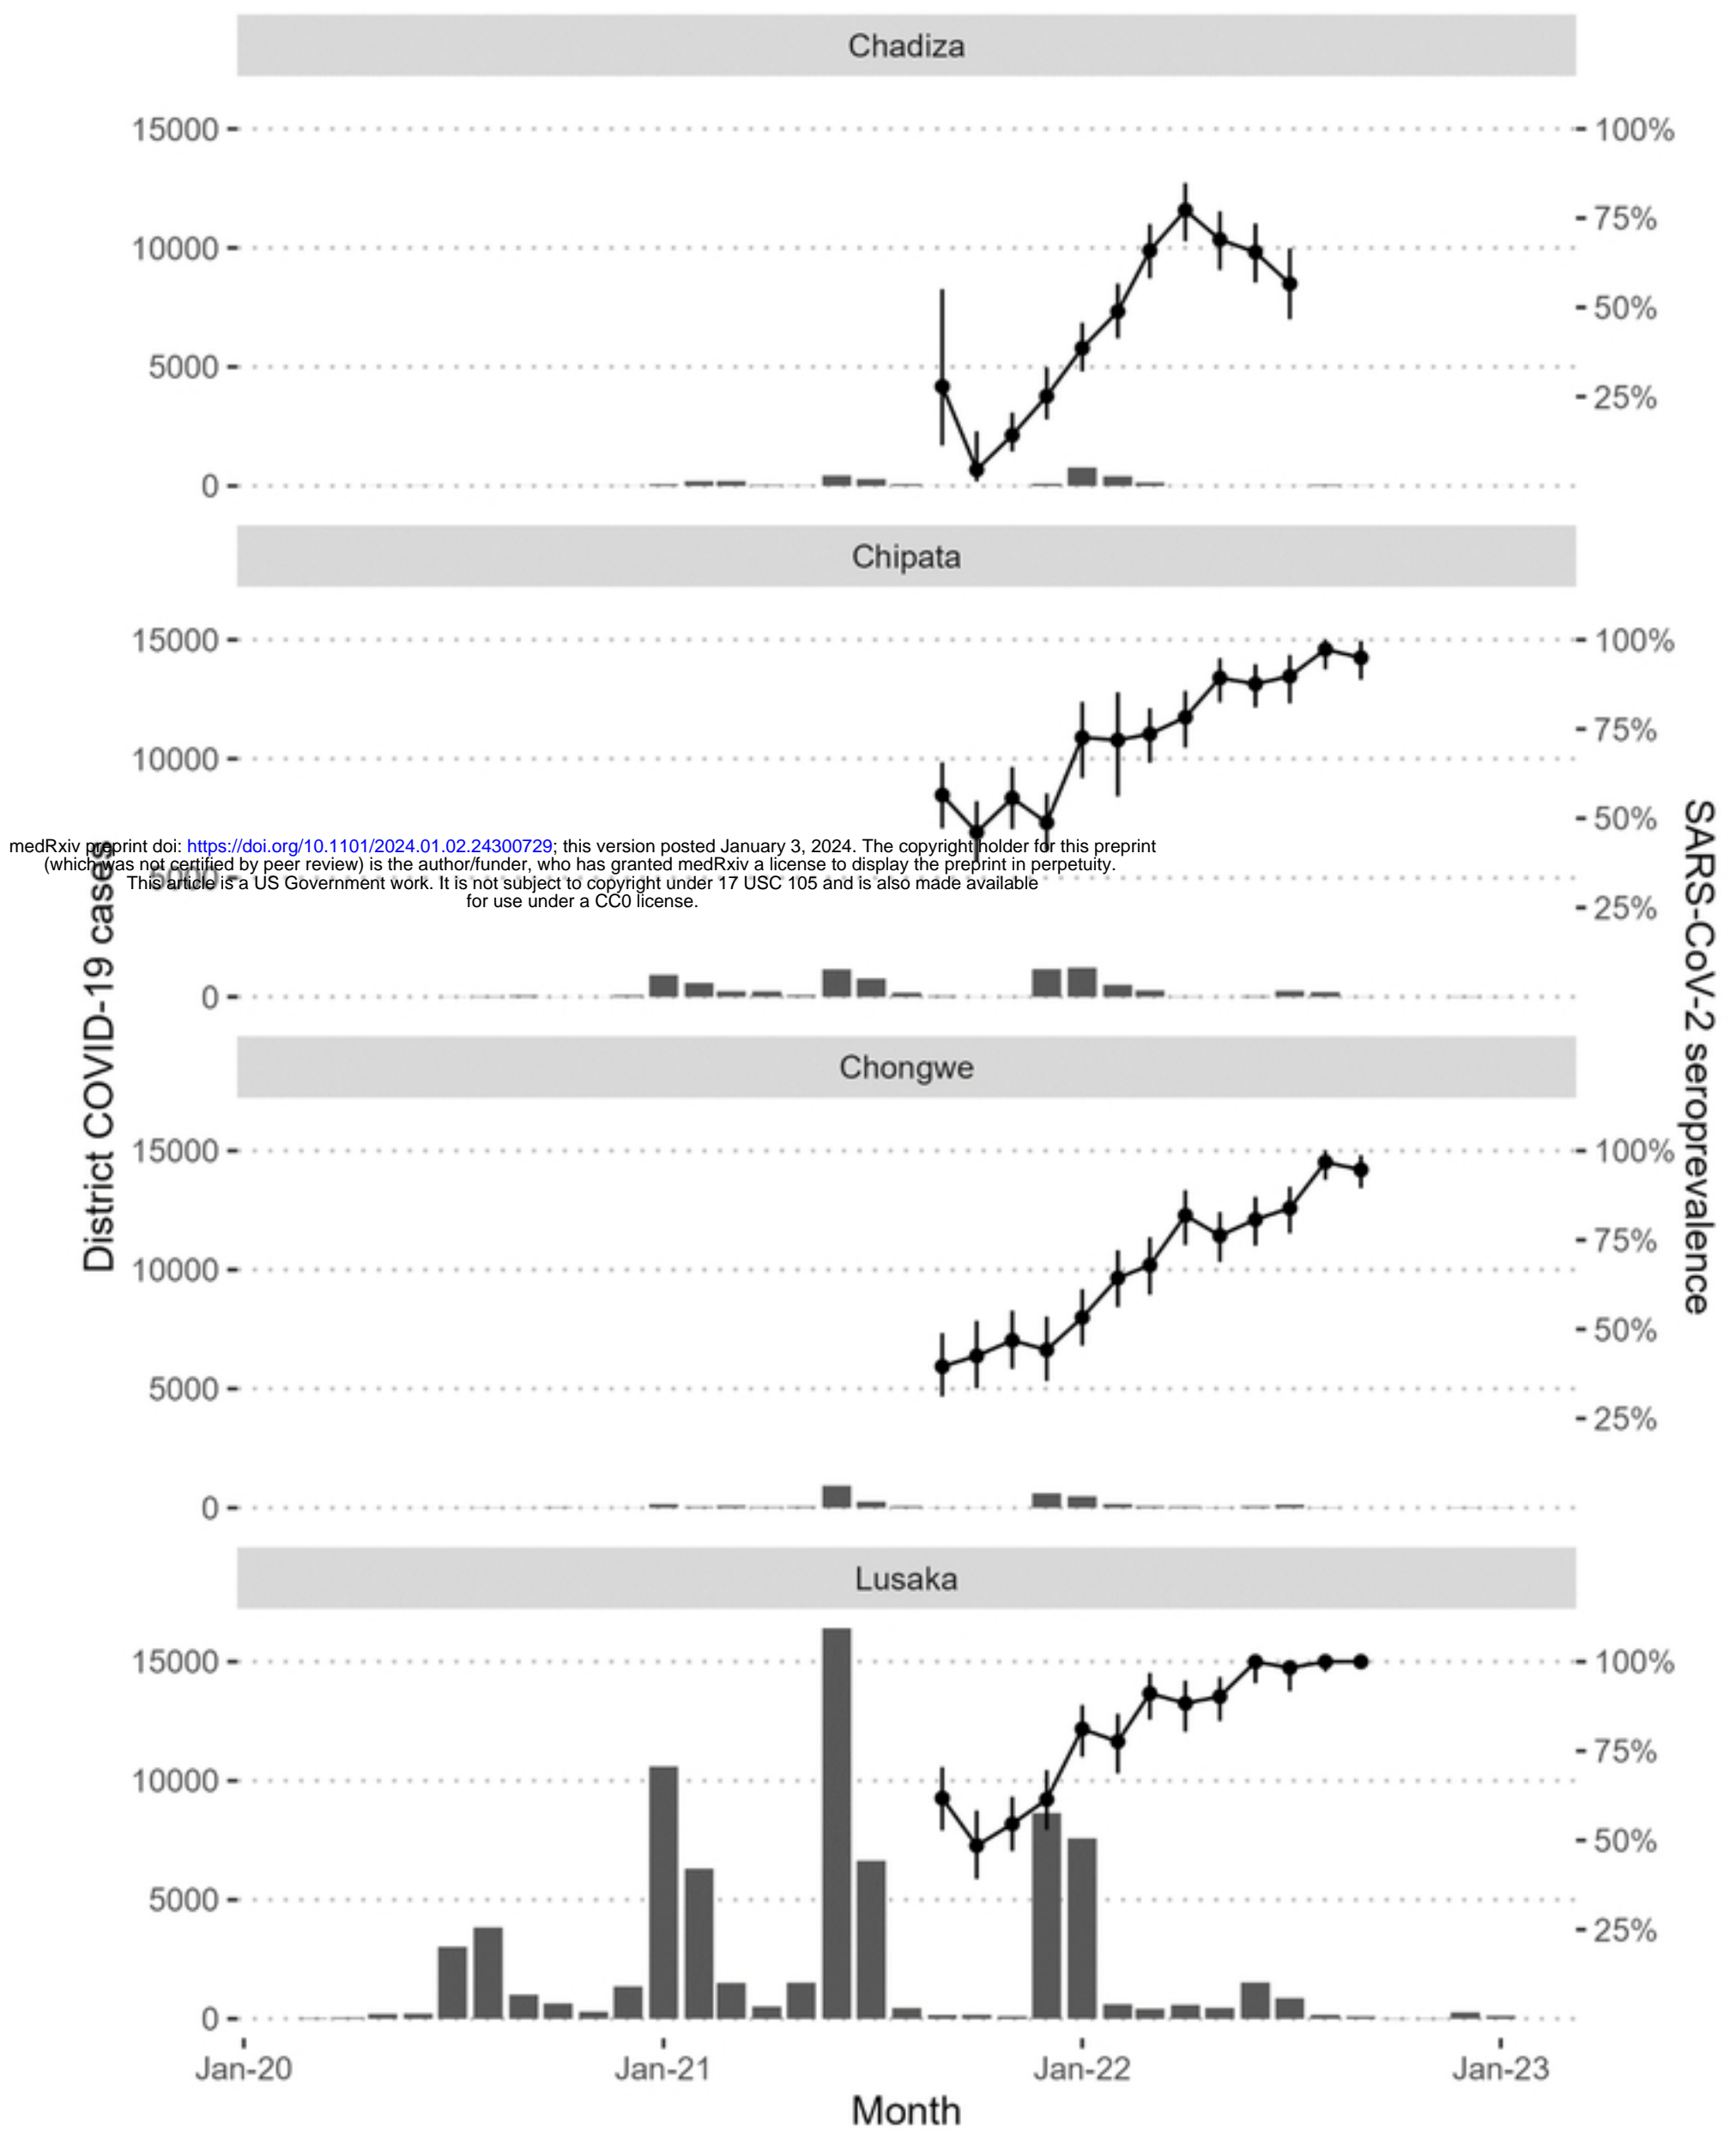 Chadiza
15000
100%
75%
10000
50%
5000
25%
0
Chipata
15000
100%
75%
10000
50%
medRxiv preprint doi: https://doi.org/10.1101/2024.01.02.24300729; this version posted January 3, 2024. The copyright holder for this preprint
(which was not certified by peer review) is the author/funder, who has granted medRxiv a license to display the preprint in perpetuity.
This article is a US Government work. It is not subject to copyright under 17 USC 105 and is also made available
for use under a CC0 license.
5000
25%
0
District COVID-19 cases
SARS-CoV-2 seroprevalence
Chongwe
15000
100%
75%
10000
50%
5000
25%
0
Lusaka
15000
100%
75%
10000
50%
5000
25%
0
Jan-20
Jan-21
Jan-22
Jan-23
Month